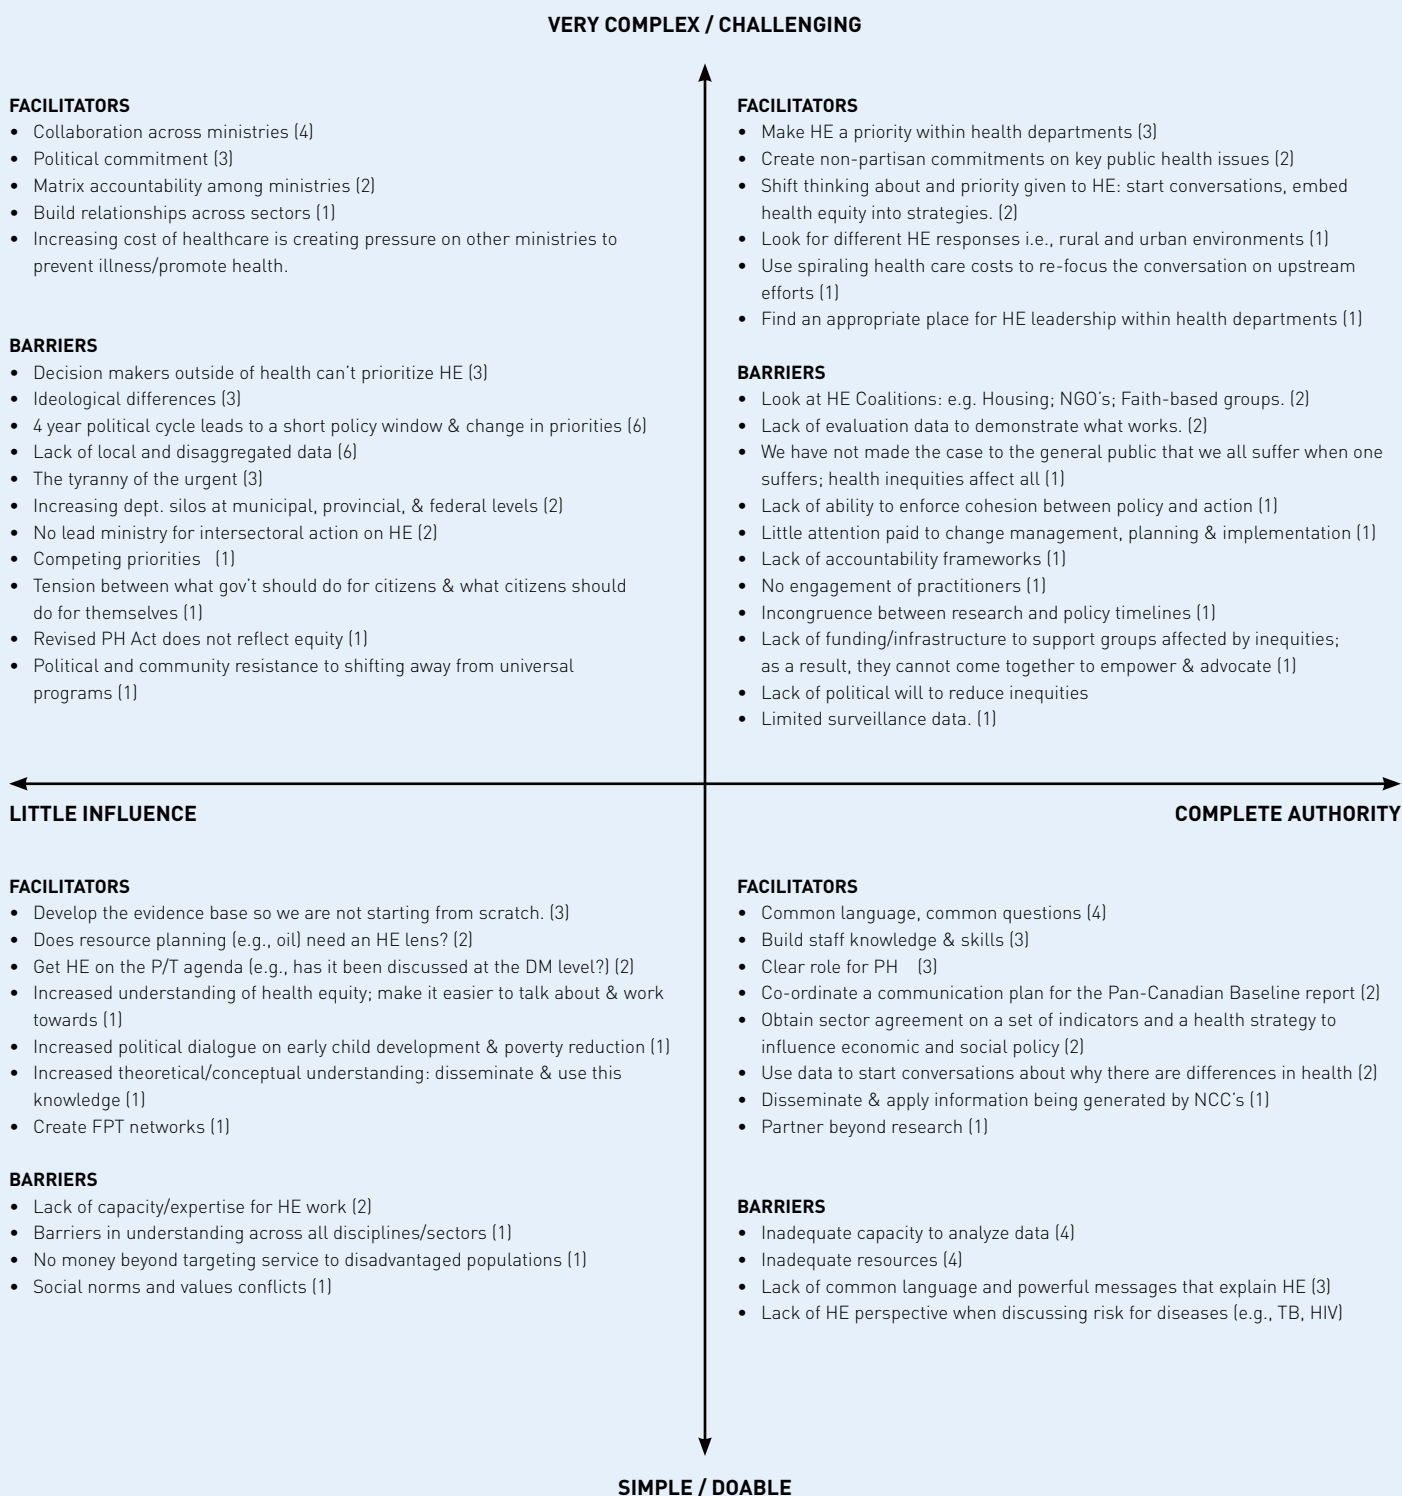 VERY COMPLEX / CHALLENGING
FACILITATORS
• Collaboration across ministries (4)
• Political commitment (3)
• Matrix accountability among ministries (2)
• Build relationships across sectors (1)
• Increasing cost of healthcare is creating pressure on other ministries to
prevent illness/promote health.
BARRIERS
• Decision makers outside of health can't prioritize HE (3)
• Ideological differences (3)
• 4 year political cycle leads to a short policy window & change in priorities (6)
• Lack of local and disaggregated data (6)
• The tyranny of the urgent (3)
• Increasing dept. silos at municipal, provincial, & federal levels (2)
• No lead ministry for intersectoral action on HE (2)
• Competing priorities (1)
• Tension between what gov't should do for citizens & what citizens should
do for themselves (1)
• Revised PH Act does not reflect equity (1)
• Political and community resistance to shifting away from universal
programs (1)
FACILITATORS
• Make HE a priority within health departments (3)
• Create non-partisan commitments on key public health issues (2)
• Shift thinking about and priority given to HE: start conversations, embed
health equity into strategies. (2)
• Look for different HE responses i.e., rural and urban environments (1)
• Use spiraling health care costs to re-focus the conversation on upstream
efforts (1)
• Find an appropriate place for HE leadership within health departments (1)
BARRIERS
• Look at HE Coalitions: e.g. Housing; NGO's; Faith-based groups. (2)
• Lack of evaluation data to demonstrate what works. (2)
• We have not made the case to the general public that we all suffer when one
suffers; health inequities affect all (1)
• Lack of ability to enforce cohesion between policy and action (1)
• Little attention paid to change management, planning & implementation (1)
• Lack of accountability frameworks (1)
• No engagement of practitioners (1)
• Incongruence between research and policy timelines (1)
• Lack of funding/infrastructure to support groups affected by inequities;
as a result, they cannot come together to empower & advocate (1)
• Lack of political will to reduce inequities
• Limited surveillance data. (1)
LITTLE INFLUENCE
COMPLETE AUTHORITY
FACILITATORS
• Develop the evidence base so we are not starting from scratch. (3)
• Does resource planning (e.g., oil) need an HE lens? (2)
• Get HE on the P/T agenda (e.g., has it been discussed at the DM level?) (2)
• Increased understanding of health equity; make it easier to talk about & work
towards (1)
• Increased political dialogue on early child development & poverty reduction (1)
• Increased theoretical/conceptual understanding: disseminate & use this
knowledge (1)
• Create FPT networks (1)
BARRIERS
• Lack of capacity/expertise for HE work (2)
• Barriers in understanding across all disciplines/sectors (1)
• No money beyond targeting service to disadvantaged populations (1)
• Social norms and values conflicts (1)
FACILITATORS
• Common language, common questions (4)
• Build staff knowledge & skills (3)
• Clear role for PH (3)
• Co-ordinate a communication plan for the Pan-Canadian Baseline report (2)
• Obtain sector agreement on a set of indicators and a health strategy to
influence economic and social policy (2)
• Use data to start conversations about why there are differences in health (2)
• Disseminate & apply information being generated by NCC's (1)
• Partner beyond research (1)
BARRIERS
• Inadequate capacity to analyze data (4)
• Inadequate resources (4)
• Lack of common language and powerful messages that explain HE (3)
• Lack of HE perspective when discussing risk for diseases (e.g., TB, HIV)
SIMPLE / DOABLE